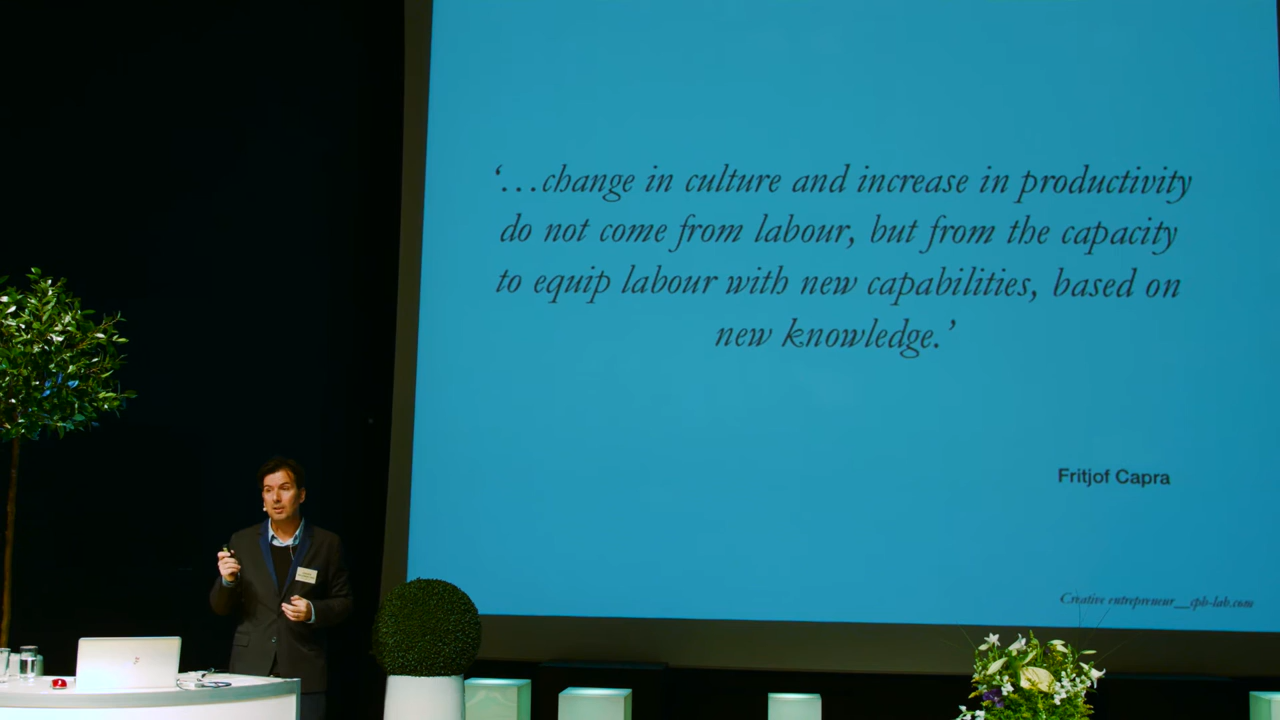 ‘…change in culture and increase in productivity
do not come from labour, but from the capacity
to equip labour with new capabilities, based on
new knowledge.’
Fritjof Capra
Creative entrepreneur__cph-lab.com